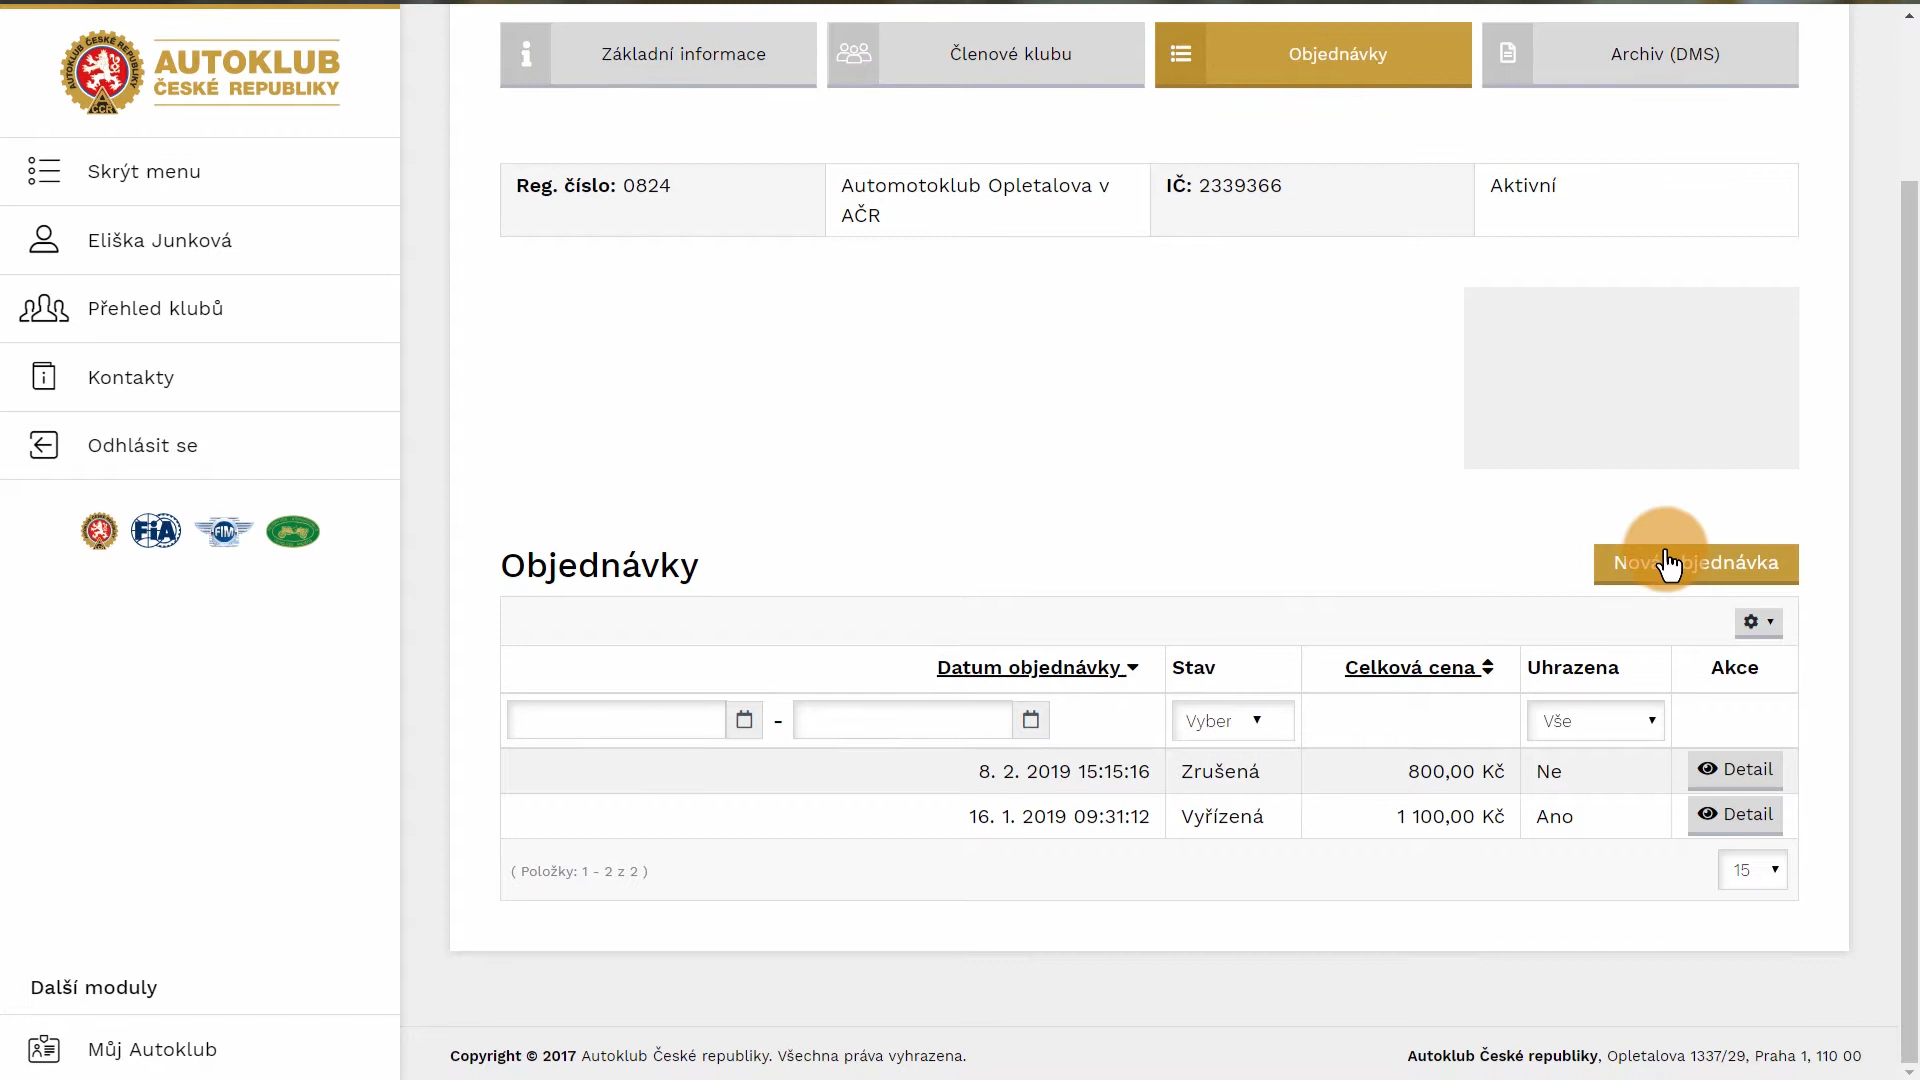 AUTOKLUB
ČESKÉ REPUBLIKY
Skrýt menu
Eliška Junková
Přehled klubů
Kontakty
Odhlásit se
FIA
FIM
Další moduly
Můj Autoklub
Základní informace
Členové klubu
Objednávky
Archiv (DMS)
Reg. číslo: 0824
Automotoklub Opletalova v
AČR
IČ: 2339366
Aktivní
Objednávky
Nová objednávka
Datum objednávky
Stav
Celková cena
Uhrazena
Akce
-
Vyber
Vše
8. 2. 2019 15:15:16 Zrušená 800,00 Kč Ne Detail
16. 1. 2019 09:31:12 Vyřízená 1 100,00 Kč Ano Detail
( Položky: 1 - 2 z 2 )
15
Copyright © 2017 Autoklub České republiky. Všechna práva vyhrazena.
Autoklub České republiky, Opletalova 1337/29, Praha 1, 110 00